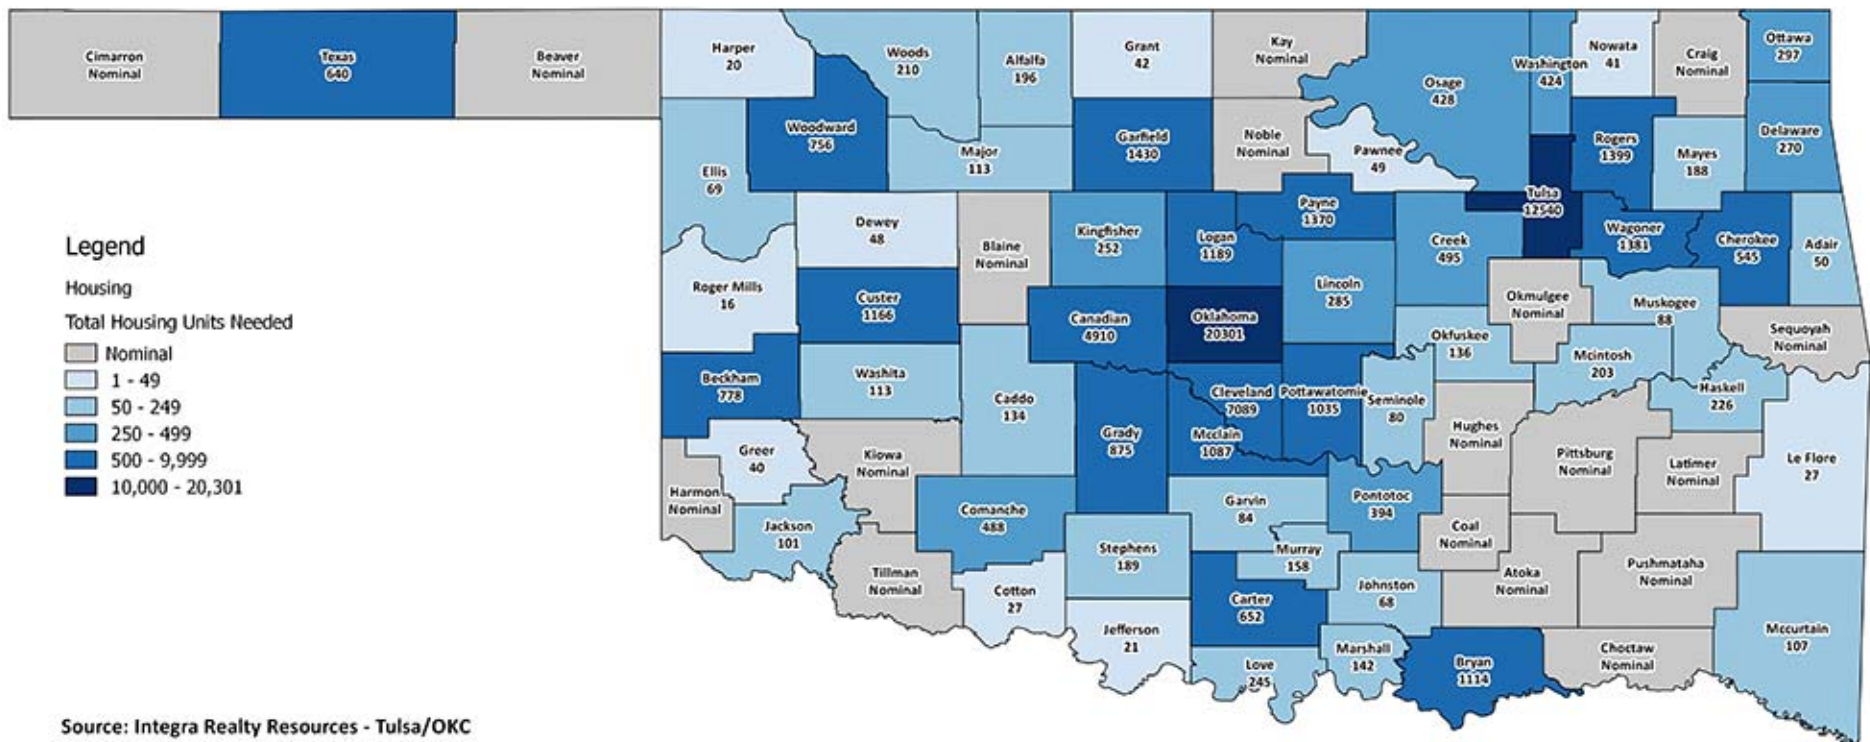 Cimarron
Nominal
Texas
640
Beaver
Nominal
Harper
20
Woods
210
Alfalfa
196
Grant
42
Kay
Nominal
Osage
428
Washington
424
Nowata
41
Craig
Nominal
Ottawa
297
Woodward
756
Major
113
Garfield
1430
Noble
Nominal
Pawnee
49
Rogers
1399
Mayes
188
Delaware
270
Ellis
69
Dewey
48
Blaine
Nominal
Kingfisher
252
Logan
1189
Payne
1370
Creek
495
Tulsa
12540
Wagoner
1381
Cherokee
545
Adair
50
Roger Mills
16
Custer
1166
Canadian
4910
Oklahoma
20301
Lincoln
285
Okmulgee
Nominal
Muskogee
88
Sequoyah
Nominal
Beckham
778
Washita
113
Caddo
134
Grady
875
Cleveland
7089
Mcclain
1087
Pottawatomie
1035
Seminole
80
Okfuskee
136
Mcintosh
203
Haskell
226
Hughes
Nominal
Pittsburg
Nominal
Latimer
Nominal
Le Flore
27
Greer
40
Kiowa
Nominal
Harmon
Nominal
Jackson
101
Comanche
488
Garvin
84
Pontotoc
394
Coal
Nominal
Tillman
Nominal
Cotton
27
Stephens
189
Murray
158
Johnston
68
Atoka
Nominal
Pushmataha
Nominal
Jefferson
21
Carter
652
Love
245
Marshall
142
Bryan
1114
Choctaw
Nominal
Mccurtain
107
Legend
Housing
Total Housing Units Needed
Nominal
1 - 49
50 - 249
250 - 499
500 - 9,999
10,000 - 20,301
Source: Integra Realty Resources - Tulsa/OKC